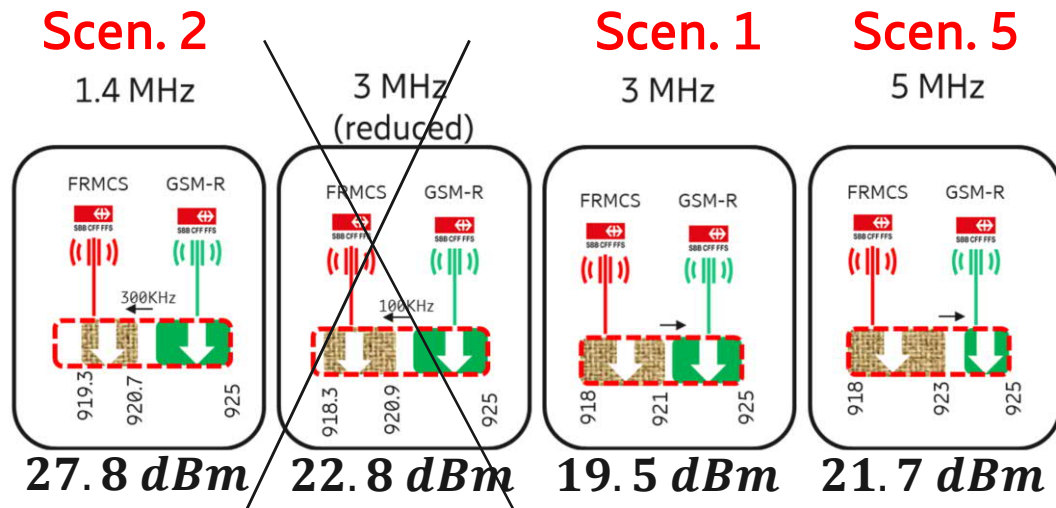 Scen. 2
1.4 MHz
FRMCS GSM-R
SBB CFF FFS SBB CFF FFS
300KHz
919.3
920.7
925
27.8 dBm
3 MHz
(reduced)
FRMCS GSM-R
SBB CFF FFS SBB CFF FFS
100KHz
918.3
920.9
925
22.8 dBm
Scen. 1
3 MHz
FRMCS GSM-R
SBB CFF FFS SBB CFF FFS
918
921
925
19.5 dBm
Scen. 5
5 MHz
FRMCS GSM-R
SBB CFF FFS SBB CFF FFS
918
923
925
21.7 dBm